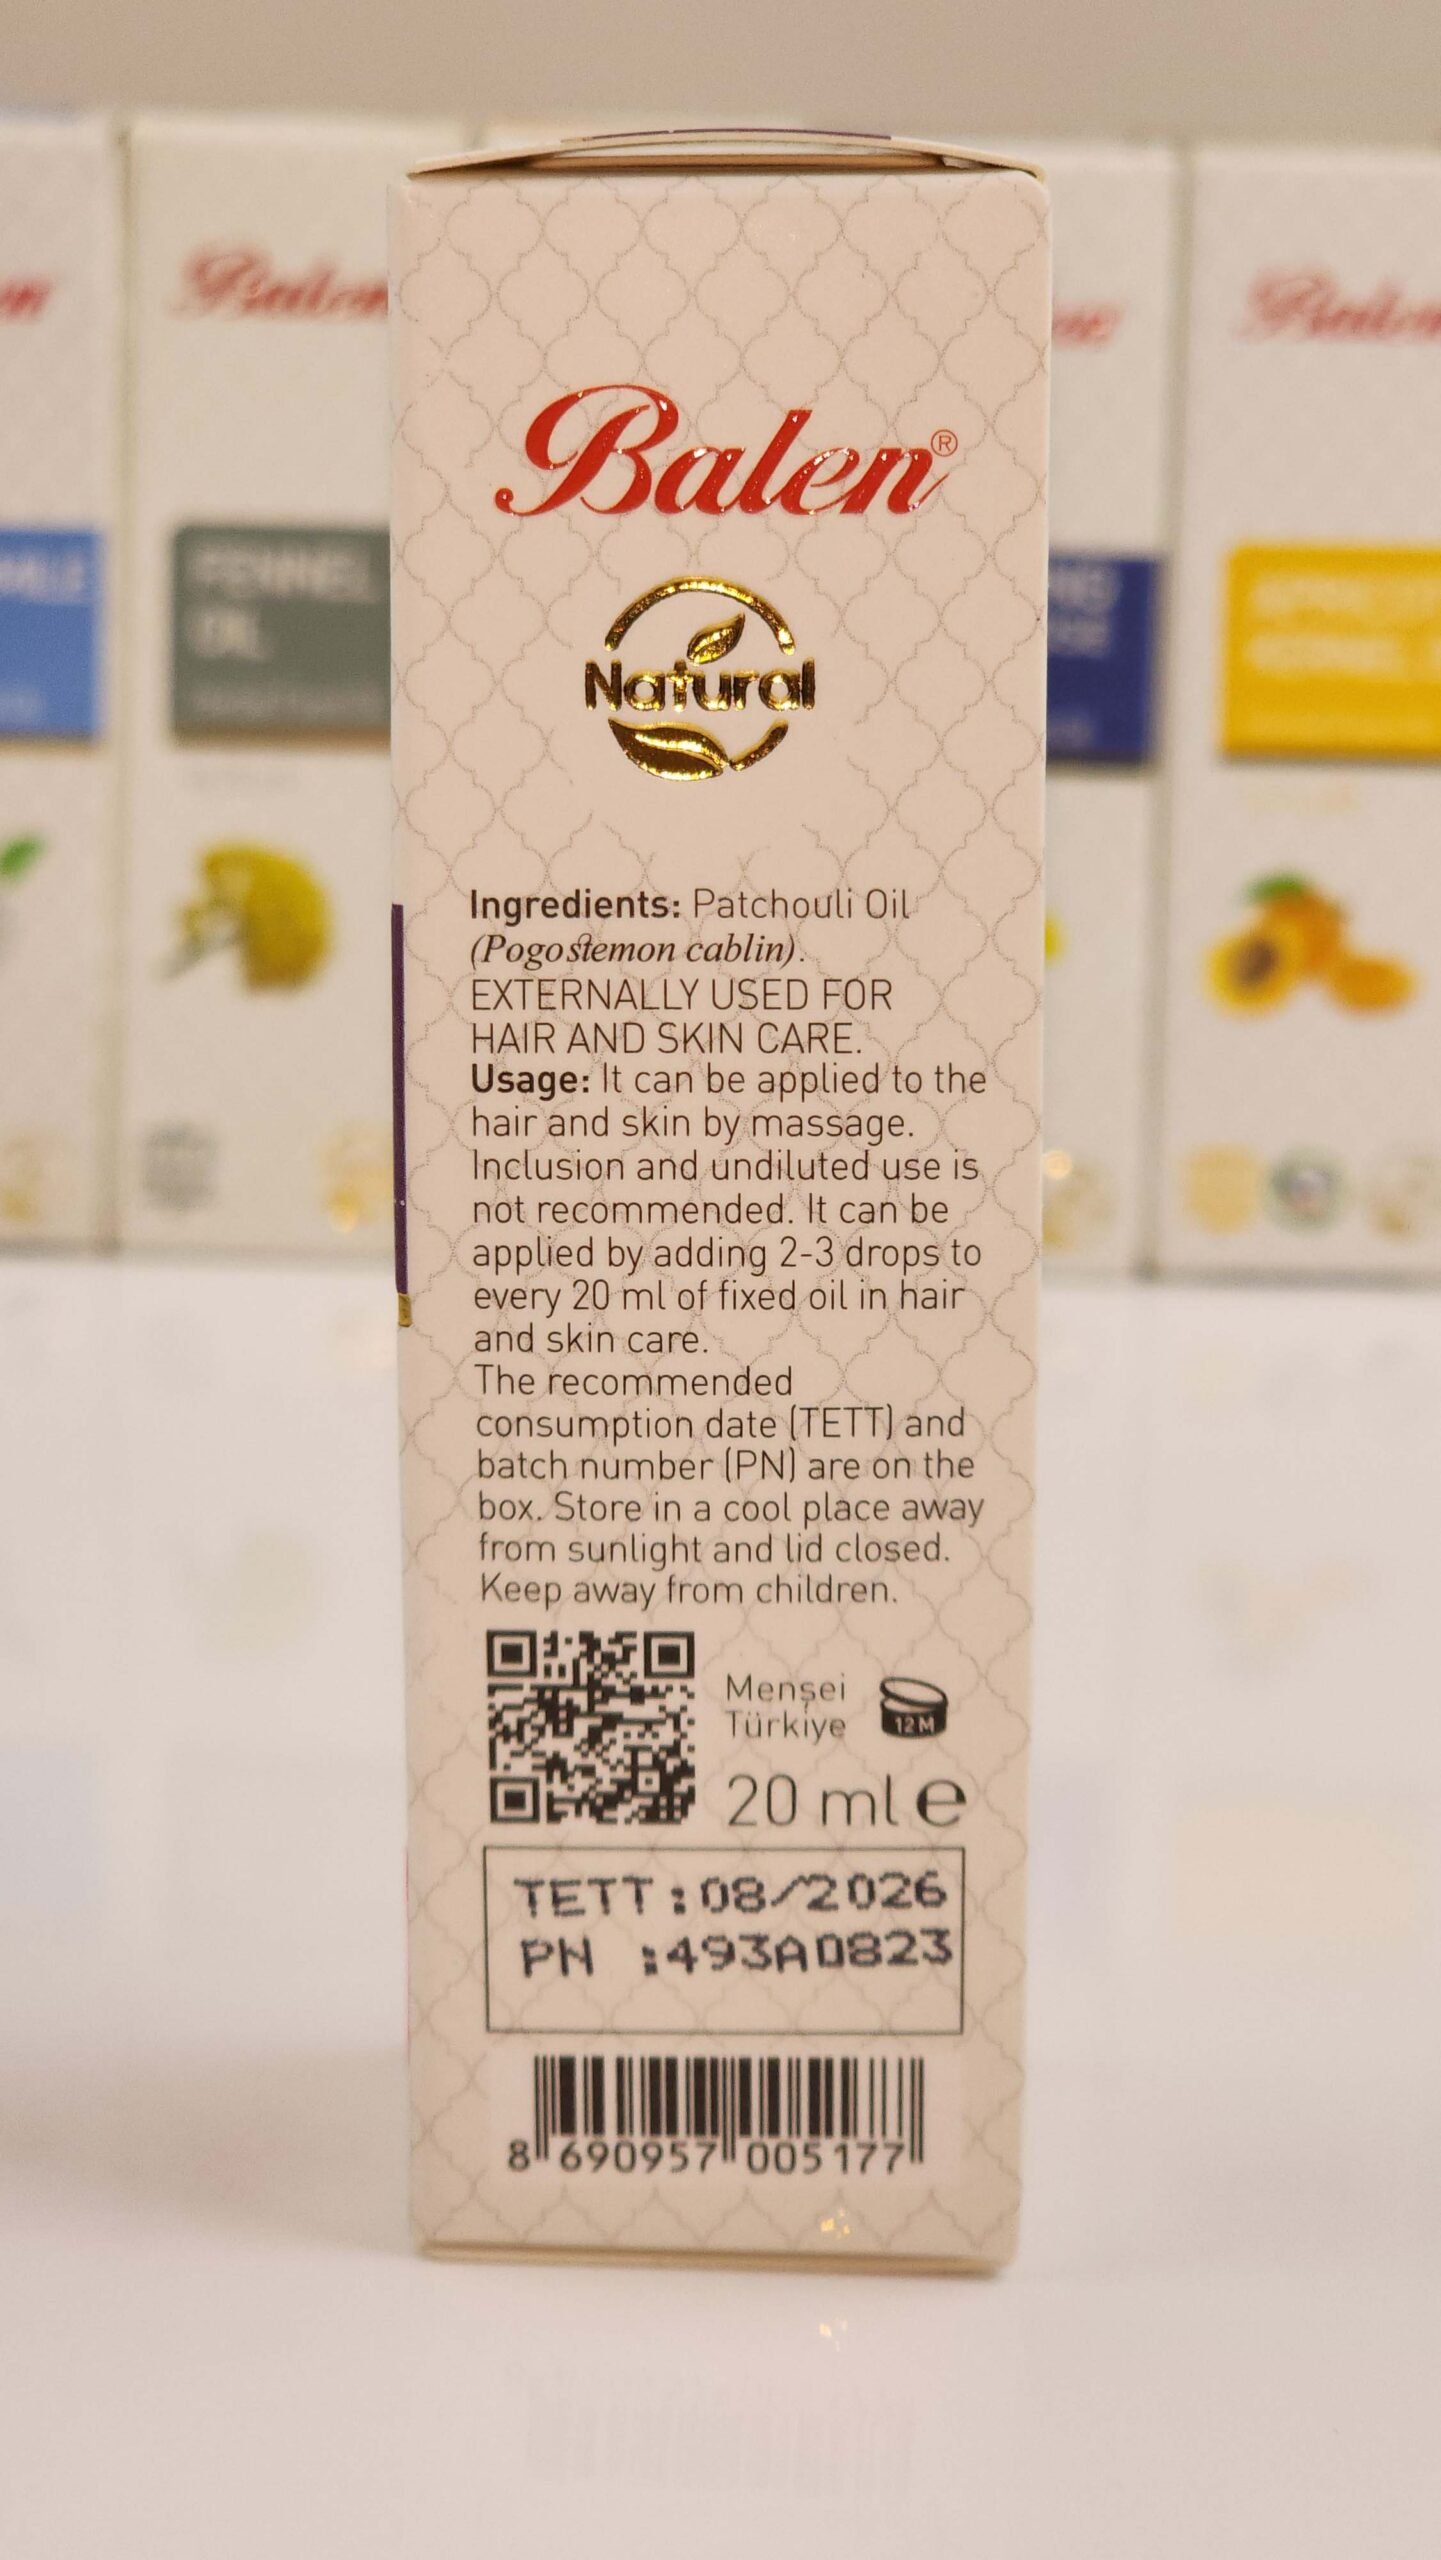 Balen®
Natural
Ingredients: Patchouli Oil
(Pogostemon cablin).
EXTERNALLY USED FOR
HAIR AND SKIN CARE.
Usage: It can be applied to the
hair and skin by massage.
Inclusion and undiluted use is
not recommended. It can be
applied by adding 2-3 drops to
every 20 ml of fixed oil in hair
and skin care.
The recommended
consumption date (TETT) and
batch number (PN) are on the
box. Store in a cool place away
from sunlight and lid closed.
Keep away from children.
Menşei
Türkiye
12M
20 ml e
TETT :08/2026
PN :493A0823
8 690957 005177
Balen
FENNEL
OIL
Balen